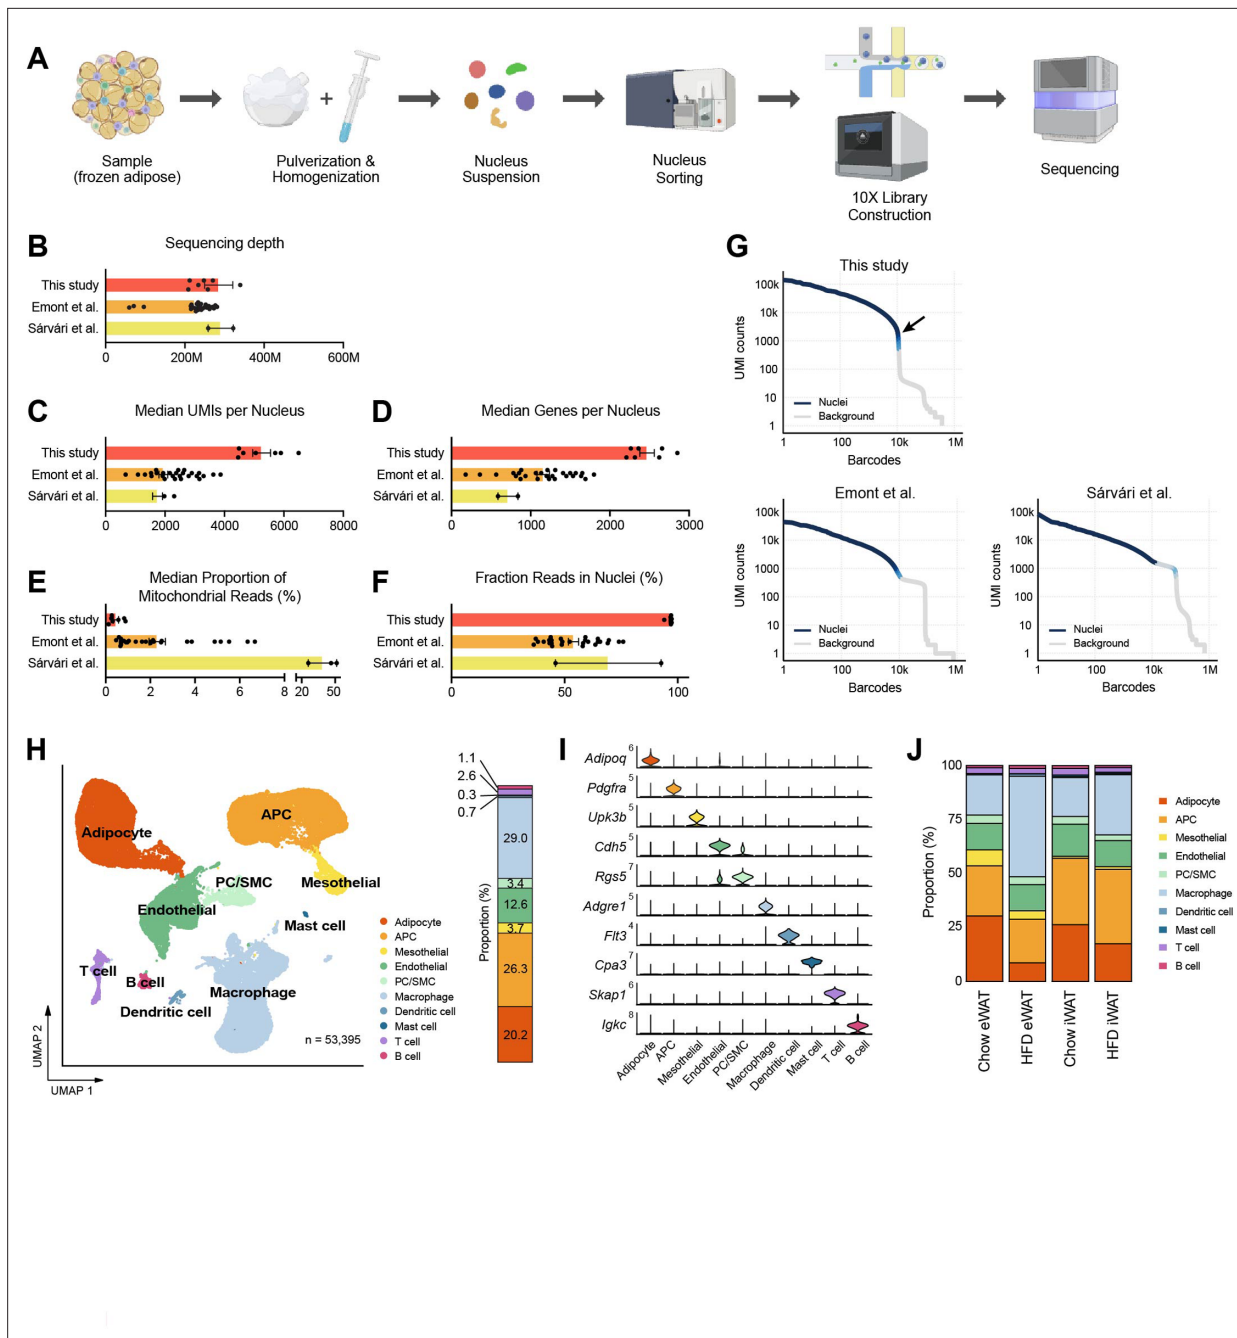 A
+
Sample
(frozen adipose)
Pulverization &
Homogenization
Nucleus
Suspension
Nucleus
Sorting
10X Library
Construction
Sequencing
B
Sequencing depth
This study
Emont et al.
Sárvári et al.
0
200M
400M
600M
C
Median UMIs per Nucleus
This study
Emont et al.
Sárvári et al.
0
2000
4000
6000
8000
D
Median Genes per Nucleus
This study
Emont et al.
Sárvári et al.
0
1000
2000
3000
E
Median Proportion of
Mitochondrial Reads (%)
This study
Emont et al.
Sárvári et al.
0
2
4
6
8
20
50
F
Fraction Reads in Nuclei (%)
This study
Emont et al.
Sárvári et al.
0
50
100
G
This study
UMI counts
100k
10k
1000
100
10
1
Nuclei
Background
1
100
10k
1M
Barcodes
Emont et al.
UMI counts
100k
10k
1000
100
10
1
Nuclei
Background
1
100
10k
1M
Barcodes
Sárvári et al.
UMI counts
100k
10k
1000
100
10
1
Nuclei
Background
1
100
10k
1M
Barcodes
H
Adipocyte
APC
PC/SMC
Mesothelial
Endothelial
Mast cell
T cell
B cell
Macrophage
Dendritic cell
n = 53,395
UMAP 2
UMAP 1
Adipocyte
APC
Mesothelial
Endothelial
PC/SMC
Macrophage
Dendritic cell
Mast cell
T cell
B cell
Proportion (%)
1.1
2.6
0.3
0.7
29.0
3.4
12.6
3.7
26.3
20.2
I
Adipoq
6
Pdgfra
5
Upk3b
5
Cdh5
5
Rgs5
7
Adgre1
5
Flt3
4
Cpa3
7
Skap1
6
Igkc
8
Adipocyte
APC
Mesothelial
Endothelial
PC/SMC
Macrophage
Dendritic cell
Mast cell
T cell
B cell
J
Proportion (%)
100
75
50
25
0
Chow eWAT
HFD eWAT
Chow iWAT
HFD iWAT
Adipocyte
APC
Mesothelial
Endothelial
PC/SMC
Macrophage
Dendritic cell
Mast cell
T cell
B cell